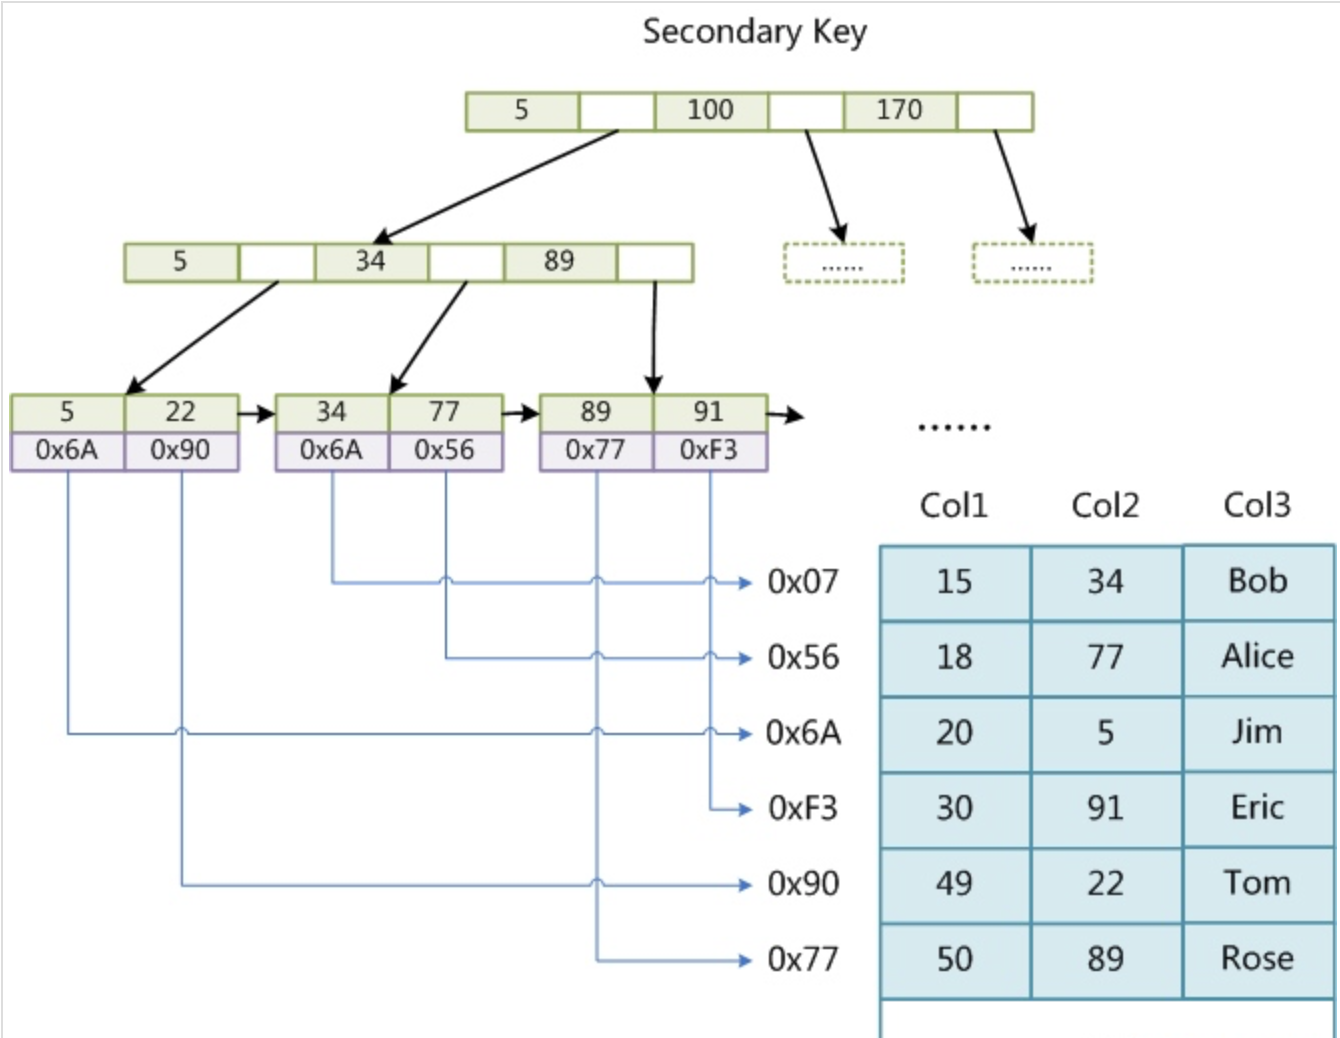 Secondary Key
5 100 170
5 34 89
...... ......
5 22 34 77 89 91
0x6A 0x90 0x6A 0x56 0x77 0xF3
......
Col1 Col2 Col3
0x07 15 34 Bob
0x56 18 77 Alice
0x6A 20 5 Jim
0xF3 30 91 Eric
0x90 49 22 Tom
0x77 50 89 Rose